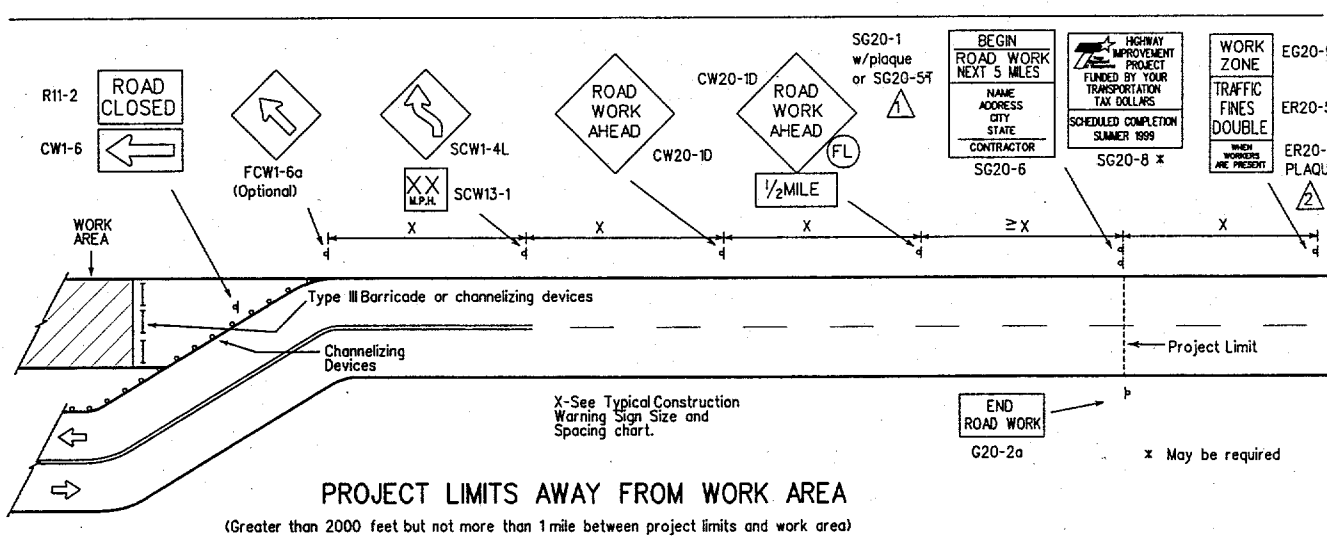 R11-2
ROAD
CLOSED
CW1-6
FCW1-6a
(Optional)
SCW1-4L
XX
M.P.H.
SCW13-1
ROAD
WORK
AHEAD
CW20-1D
CW20-1D
ROAD
WORK
AHEAD
FL
1/2 MILE
SG20-1
w/plaque
or SG20-5T
1
BEGIN
ROAD WORK
NEXT 5 MILES
NAME
ADDRESS
CITY
STATE
CONTRACTOR
SG20-6
HIGHWAY
IMPROVEMENT
PROJECT
FUNDED BY YOUR
TRANSPORTATION
TAX DOLLARS
SCHEDULED COMPLETION
SUMMER 1999
SG20-8 X
WORK
ZONE
TRAFFIC
FINES
DOUBLE
WHEN
WORKERS
ARE PRESENT
EG20-
ER20-5
ER20-
PLAQU
2
WORK
AREA
X
X
X
≥X
X
Type III Barricade or channelizing devices
Channelizing
Devices
Project Limit
X-See Typical Construction
Warning Sign Size and
Spacing chart.
END
ROAD WORK
G20-2a
X May be required
PROJECT LIMITS AWAY FROM WORK AREA
(Greater than 2000 feet but not more than 1 mile between project limits and work area)